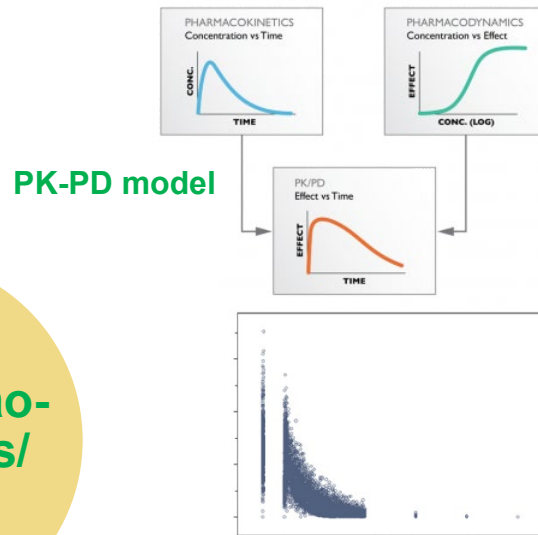 PHARMACOKINETICS
Concentration vs Time
CONC.
TIME
PHARMACODYNAMICS
Concentration vs Effect
EFFECT
CONC. (LOG)
PK-PD model
PK/PD
Effect vs Time
EFFECT
TIME
ao-
s/